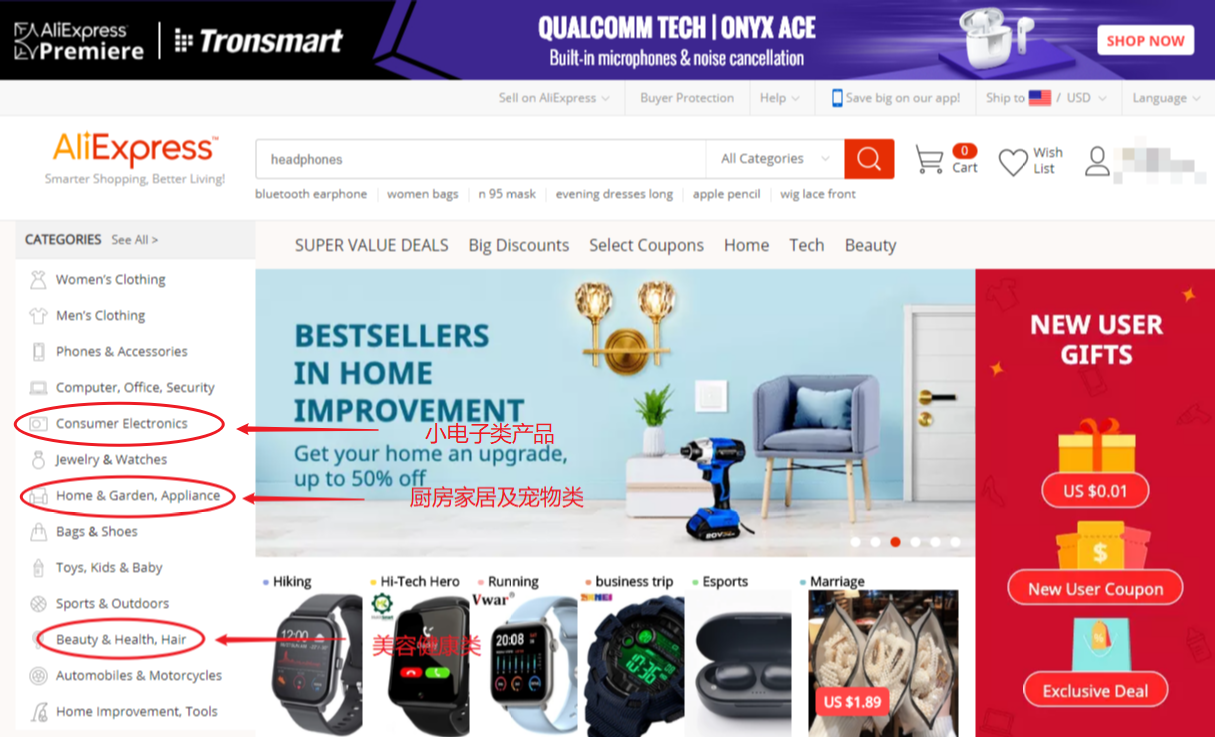 AliExpress
Premiere
Tronsmart
QUALCOMM TECH | ONYX ACE
Built-in microphones & noise cancellation
SHOP NOW
Sell on AliExpress
Buyer Protection
Help
Save big on our app!
Ship to / USD
Language
AliExpress™
Smarter Shopping, Better Living!
headphones
All Categories
0
Cart
Wish
List
bluetooth earphone
women bags
n 95 mask
evening dresses long
apple pencil
wig lace front
CATEGORIES See All >
SUPER VALUE DEALS
Big Discounts
Select Coupons
Home
Tech
Beauty
Women's Clothing
Men's Clothing
Phones & Accessories
Computer, Office, Security
Consumer Electronics
小电子类产品
Jewelry & Watches
Home & Garden, Appliance
厨房家居及宠物类
Bags & Shoes
Toys, Kids & Baby
Sports & Outdoors
Beauty & Health, Hair
美容健康类
Automobiles & Motorcycles
Home Improvement, Tools
BESTSELLERS
IN HOME
IMPROVEMENT
Get your home an upgrade,
up to 50% off
NEW USER
GIFTS
US $0.01
New User Coupon
Exclusive Deal
Hiking
Hi-Tech Hero
Running
business trip
Esports
Marriage
12:00
Vwar®
20:08
SKMEI
10:36
US $1.89